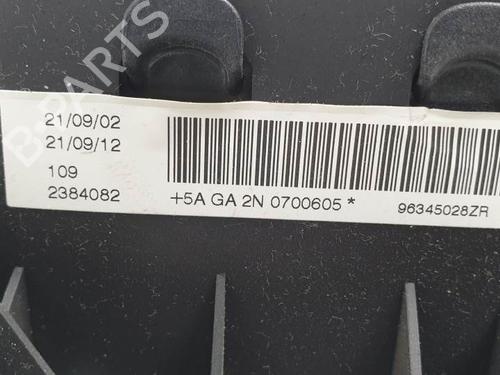 21/09/02
21/09/12
109
2384082
+5A GA 2N 0700605 *
96345028ZR
B-PARTS